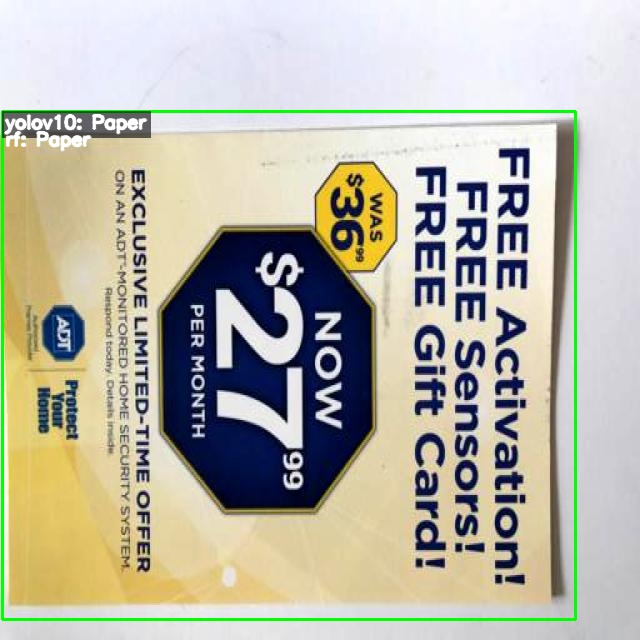 yolov10: Paper
rf: Paper
FREE Activation!
FREE Sensors!
FREE Gift Card!
WAS
$36.99
NOW
$27.99
PER MONTH
EXCLUSIVE LIMITED-TIME OFFER
ON AN ADT®-MONITORED HOME SECURITY SYSTEM.
Respond today. Details inside.
ADT
Protect
Your
Home